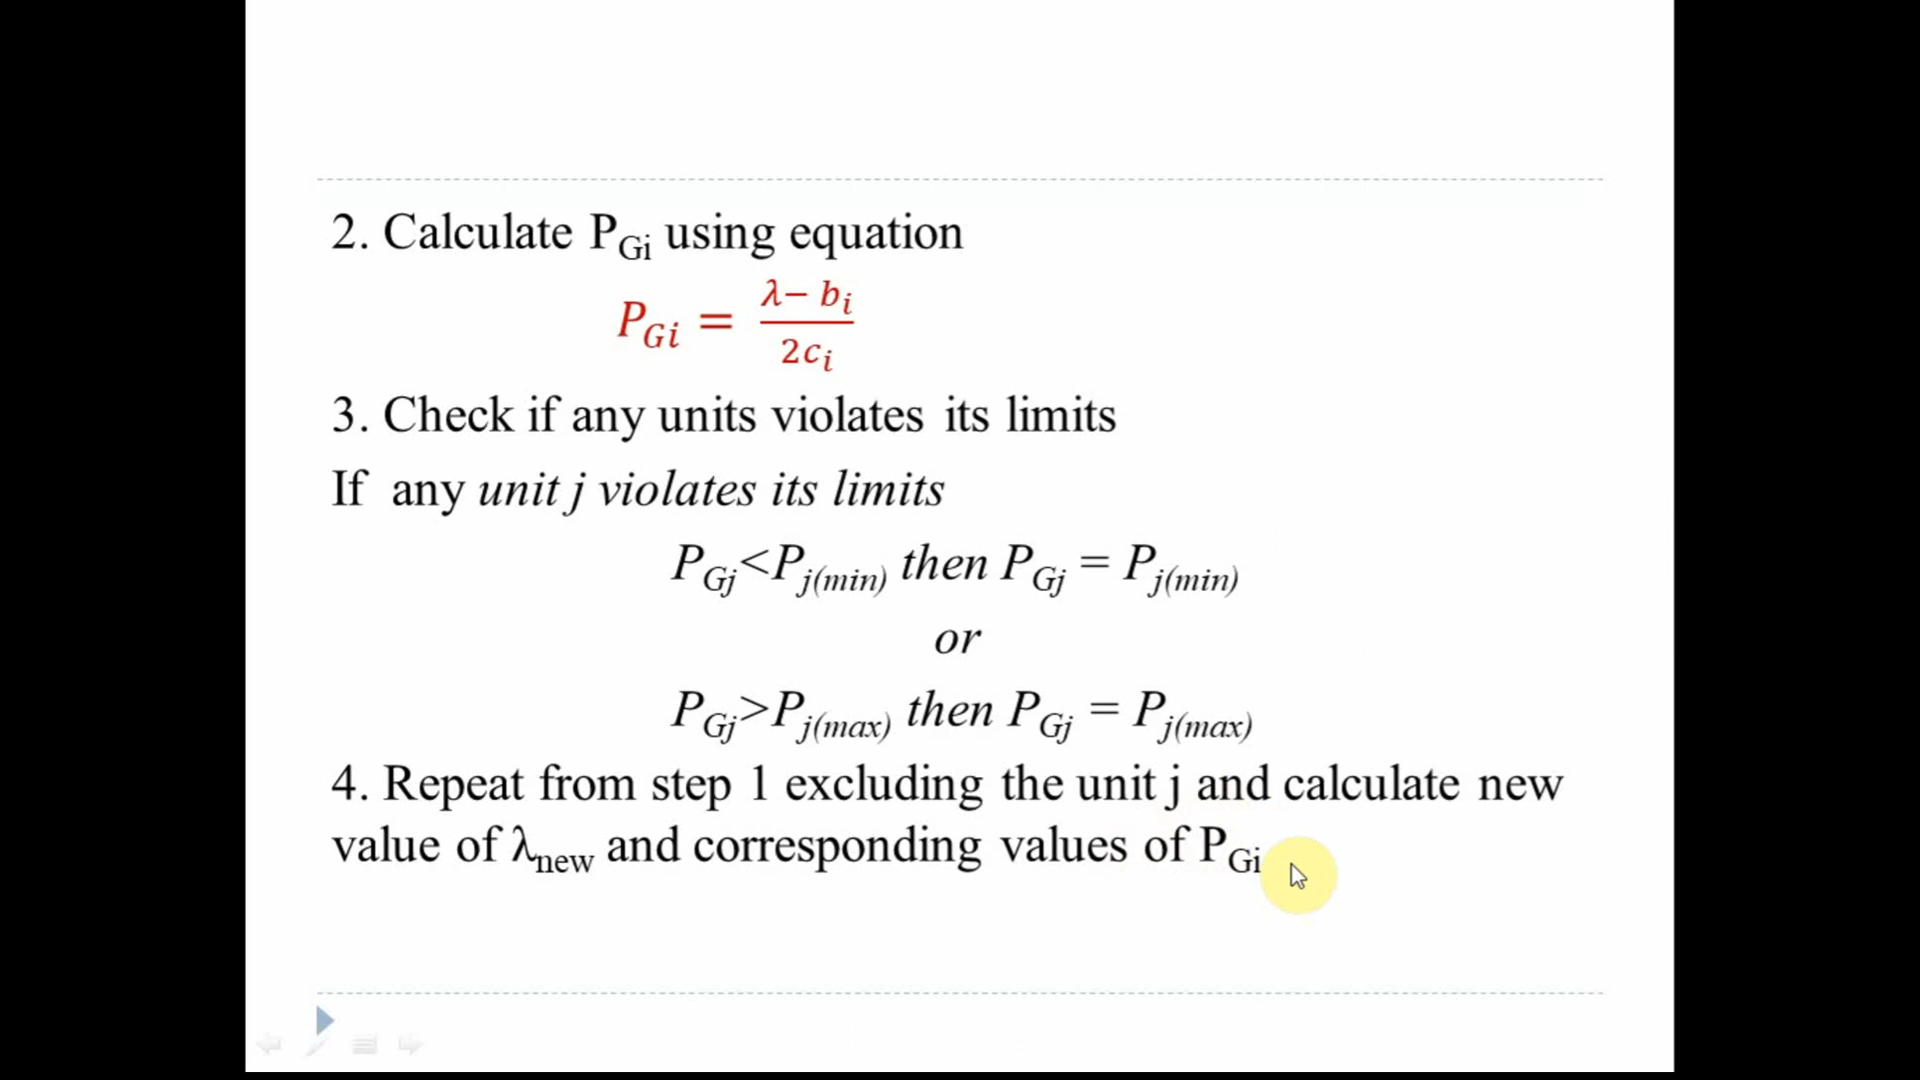 2. Calculate P_Gi using equation
P_Gi = (λ− b_i)/(2c_i)
3. Check if any units violates its limits
If any unit j violates its limits
P_Gj<P_j(min) then P_Gj = P_j(min)
or
P_Gj>P_j(max) then P_Gj = P_j(max)
4. Repeat from step 1 excluding the unit j and calculate new
value of λ_new and corresponding values of P_Gi